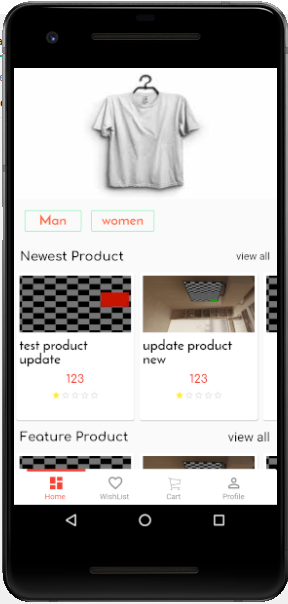 Man women
Newest Product view all
test product update
update product new
123 123
Feature Product view all
Home WishList Cart Profile